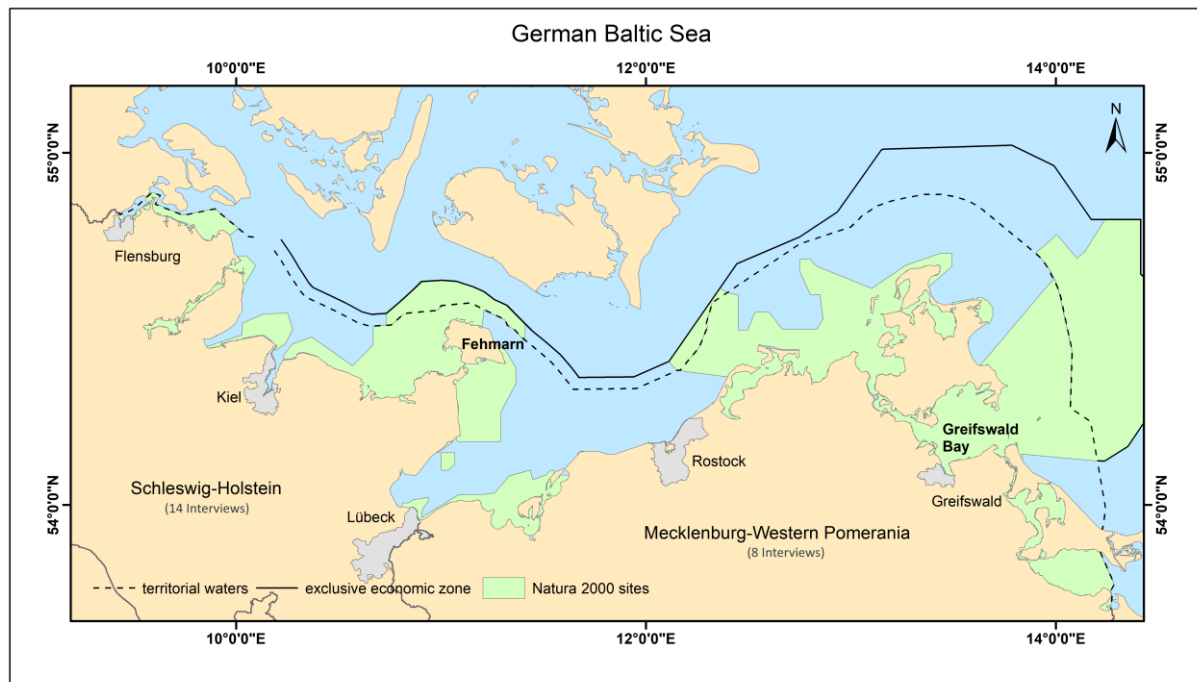 German Baltic Sea
10°0'0"E
12°0'0"E
14°0'0"E
N
55°0'0"N
55°0'0"N
Flensburg
Fehmarn
Kiel
Greifswald
Bay
Rostock
Schleswig-Holstein
(14 Interviews)
Greifswald
54°0'0"N
54°0'0"N
Lübeck
Mecklenburg-Western Pomerania
(8 Interviews)
territorial waters
exclusive economic zone
Natura 2000 sites
10°0'0"E
12°0'0"E
14°0'0"E